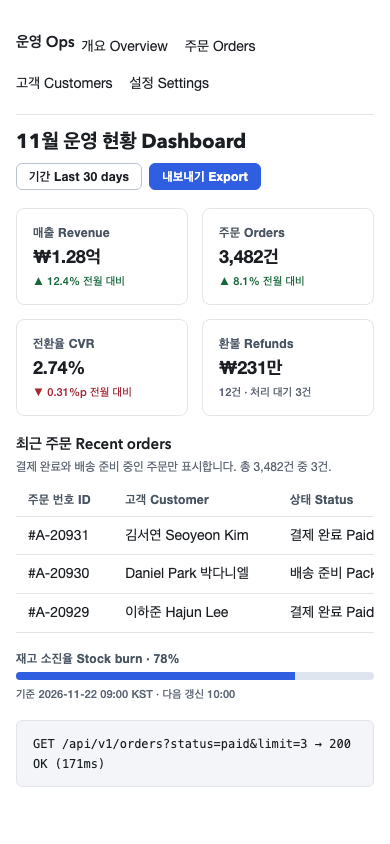 운영 Ops 개요 Overview 주문 Orders
고객 Customers 설정 Settings
11월 운영 현황 Dashboard
기간 Last 30 days 내보내기 Export
매출 Revenue
₩1.28억
▲ 12.4% 전월 대비
주문 Orders
3,482건
▲ 8.1% 전월 대비
전환율 CVR
2.74%
▼ 0.31%p 전월 대비
환불 Refunds
₩231만
12건 · 처리 대기 3건
최근 주문 Recent orders
결제 완료와 배송 준비 중인 주문만 표시합니다. 총 3,482건 중 3건.
주문 번호 ID 고객 Customer 상태 Status
#A-20931 김서연 Seoyeon Kim 결제 완료 Paid
#A-20930 Daniel Park 박다니엘 배송 준비 Pack
#A-20929 이하준 Hajun Lee 결제 완료 Paid
재고 소진율 Stock burn · 78%
기준 2026-11-22 09:00 KST · 다음 갱신 10:00
GET /api/v1/orders?status=paid&limit=3 → 200
OK (171ms)